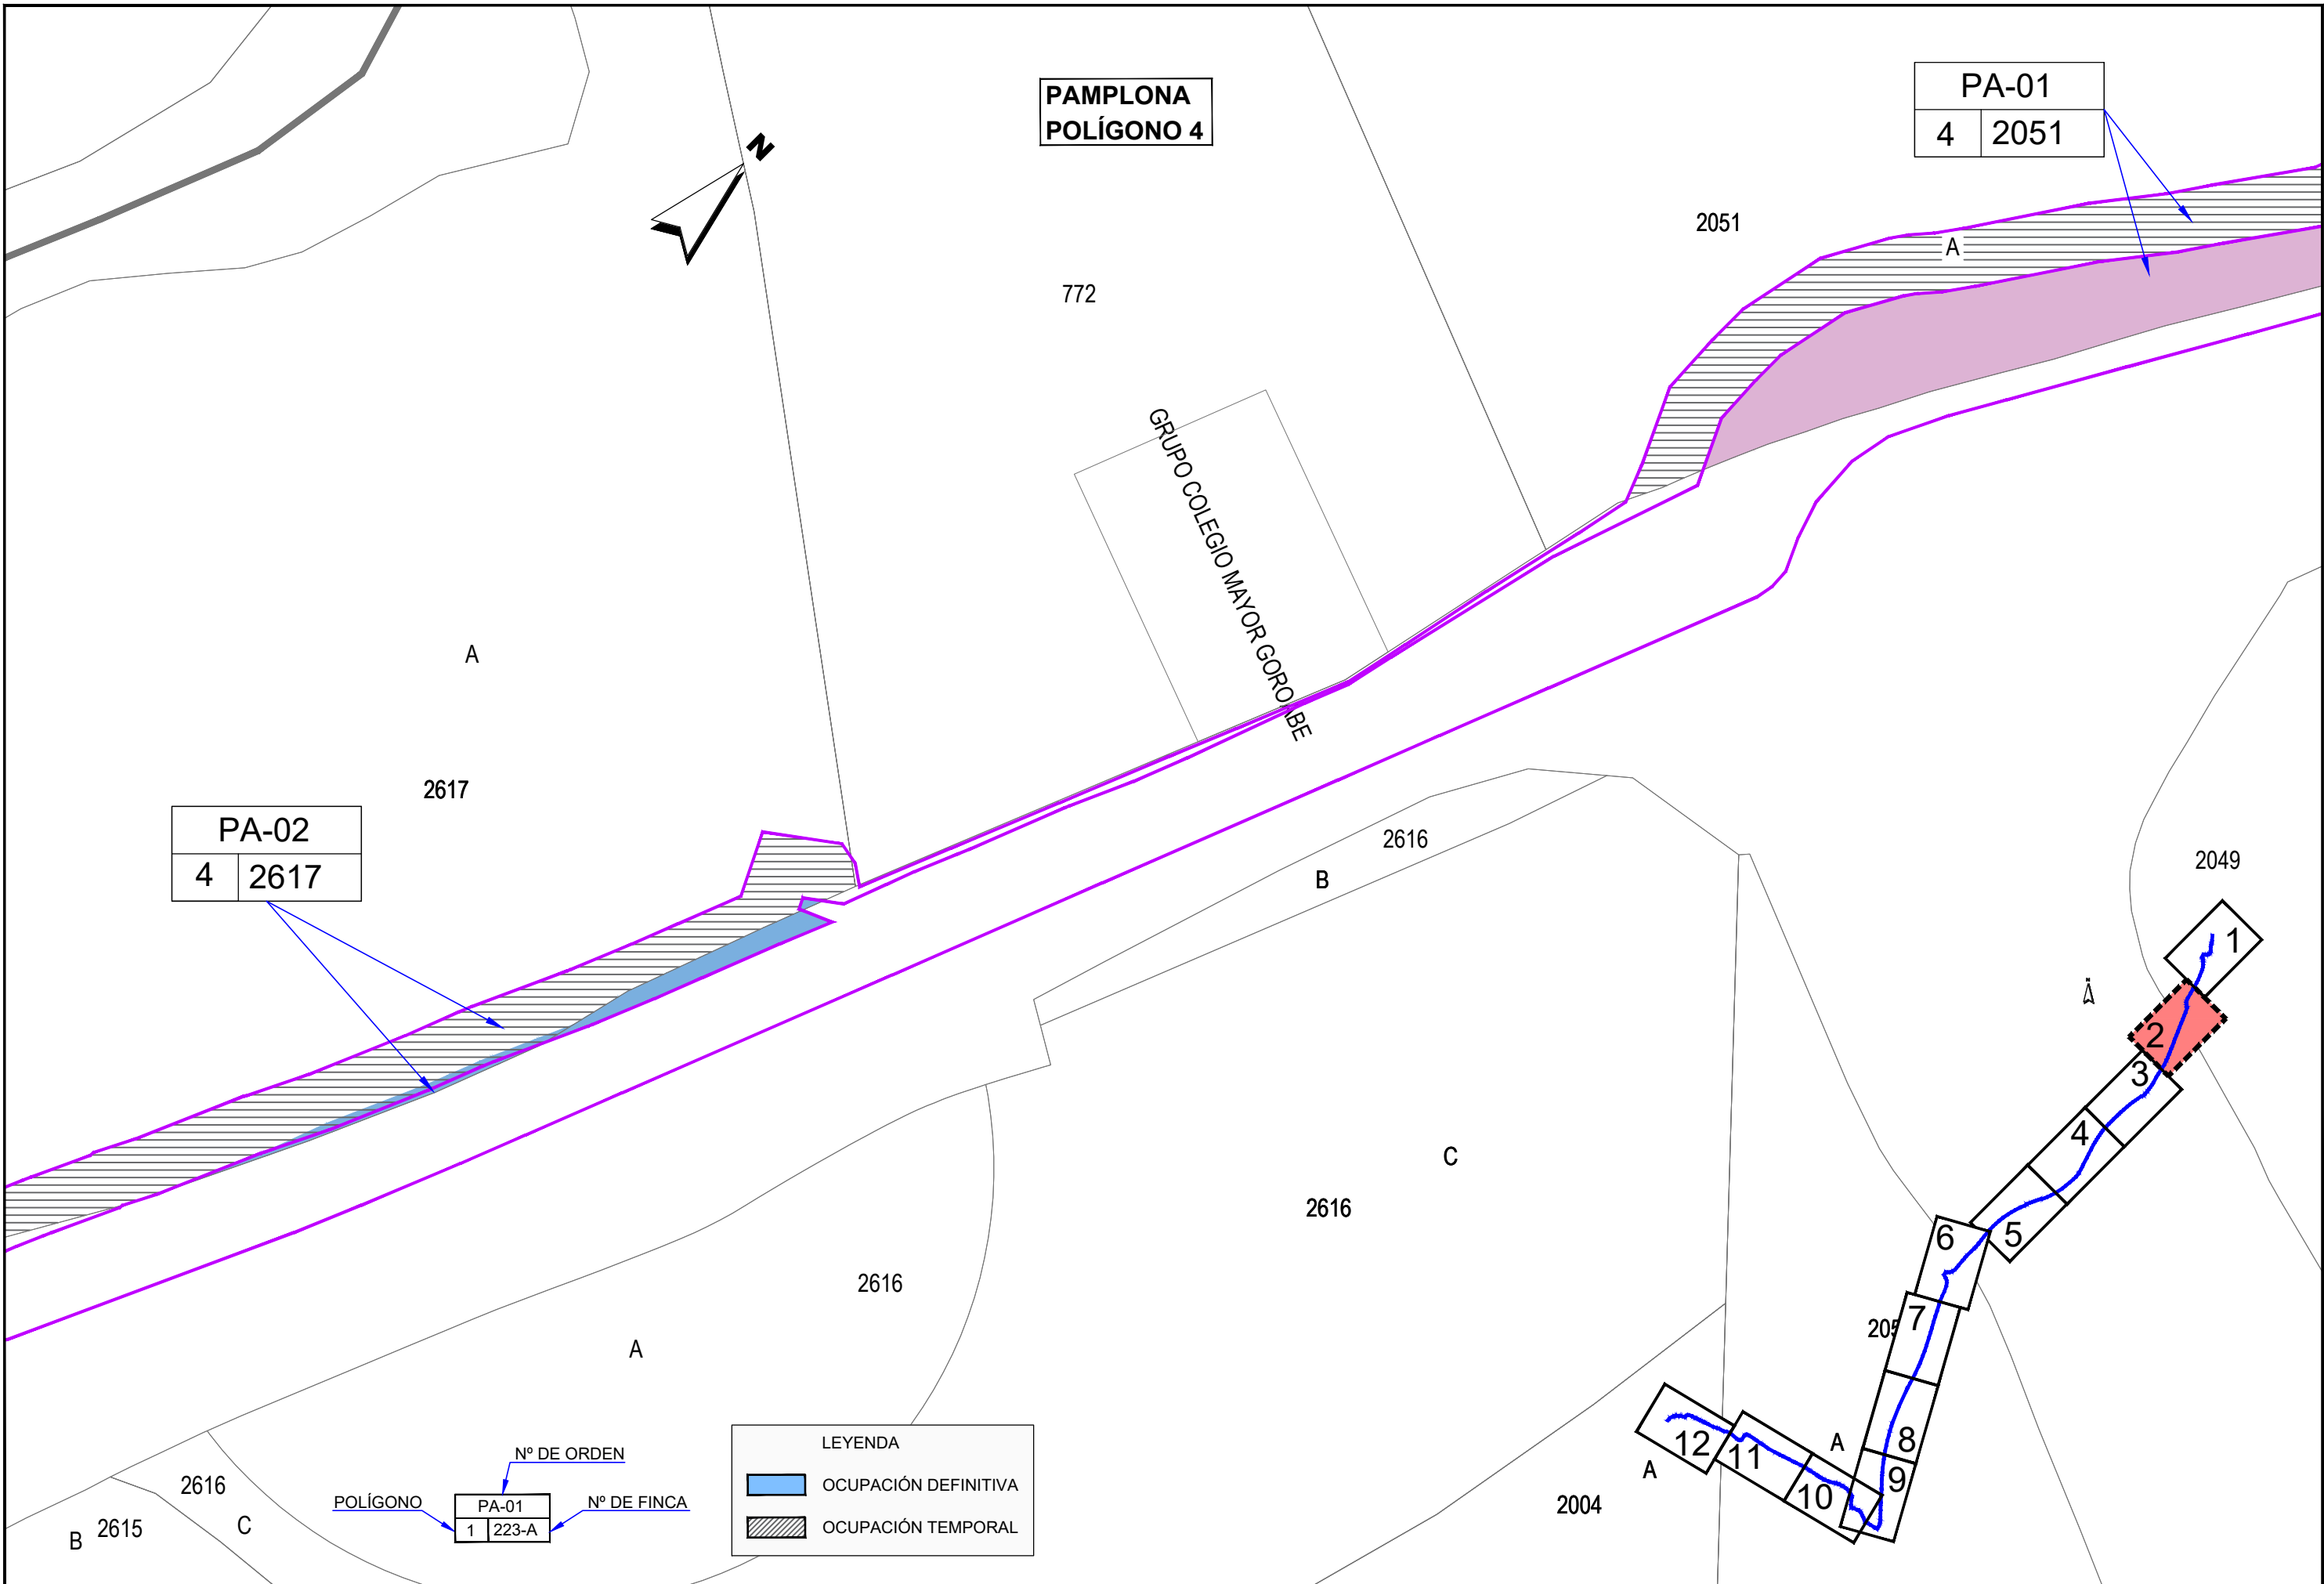 PAMPLONA
POLÍGONO 4
PA-01
4 2051
N
2051
A
772
GRUPO COLEGIO MAYOR GOROABE
A
2617
PA-02
4 2617
2616
B
2049
1
2
3
4
5
6
7
8
9
10
11
12
C
2616
2616
A
205
A
A
2004
2616
C
B 2615
Nº DE ORDEN
POLÍGONO
PA-01
1 223-A
Nº DE FINCA
LEYENDA
OCUPACIÓN DEFINITIVA
OCUPACIÓN TEMPORAL